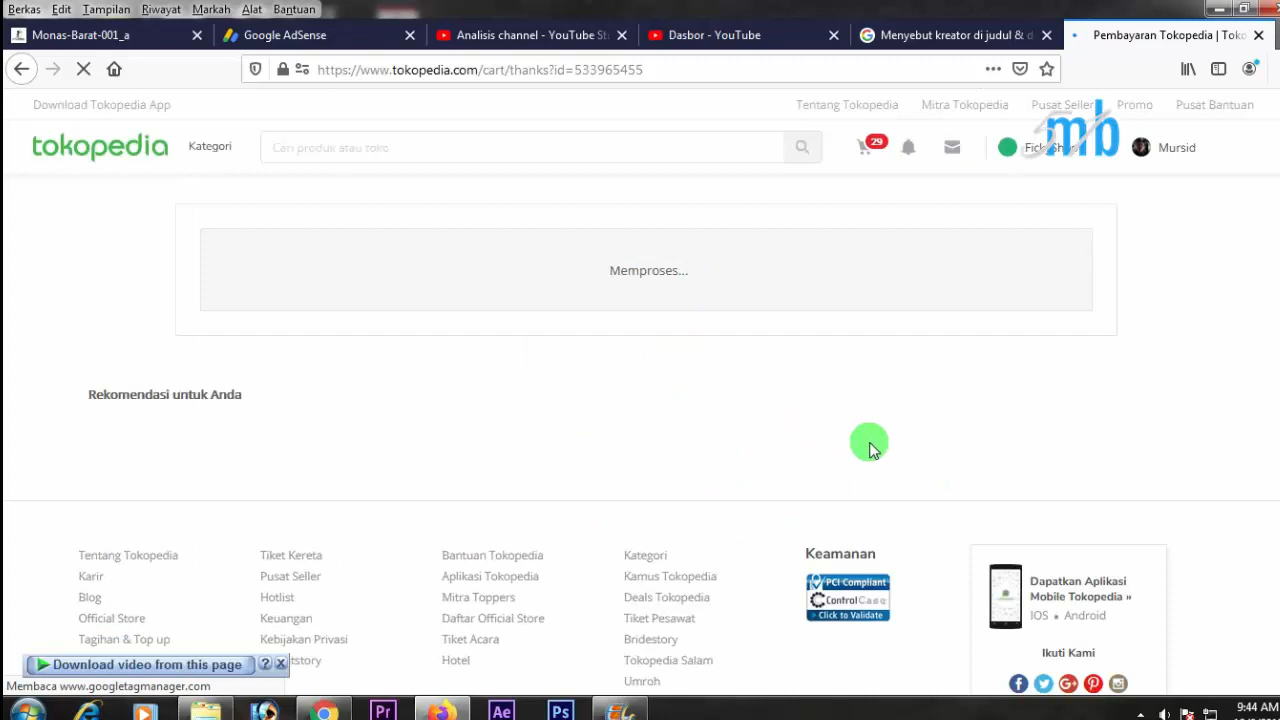 Berkas Edit Tampilan Riwayat Markah Alat Bantuan
Monas-Barat-001_a Google AdSense Analisis channel - YouTube St Dasbor - YouTube Menyebut kreator di judul & d Pembayaran Tokopedia | Toko
https://www.tokopedia.com/cart/thanks?id=533965455
Download Tokopedia App Tentang Tokopedia Mitra Tokopedia Pusat Seller Promo Pusat Bantuan
tokopedia Kategori Cari produk atau toko 29 mb Mursid
Memproses...
Rekomendasi untuk Anda
Tentang Tokopedia Tiket Kereta Bantuan Tokopedia Kategori Keamanan
Karir Pusat Seller Aplikasi Tokopedia Kamus Tokopedia PCI Compliant Dapatkan Aplikasi
Blog Hotlist Mitra Toppers Deals Tokopedia ControlCase Mobile Tokopedia »
Official Store Keuangan Daftar Official Store Tiket Pesawat Click to Validate IOS • Android
Tagihan & Top up Kebijakan Privasi Tiket Acara Bridestory Ikuti Kami
Download video from this page ? X tstory Hotel Tokopedia Salam
Umroh
Membaca www.googletagmanager.com
Pr Ae Ps 9:44 AM